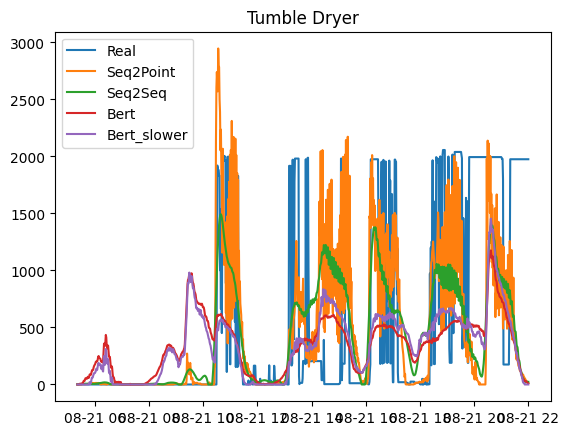 Tumble Dryer
Real
Seq2Point
Seq2Seq
Bert
Bert_slower
3000
2500
2000
1500
1000
500
0
08-21 06 08-21 08 08-21 10 08-21 12 08-21 14 08-21 16 08-21 18 08-21 20 08-21 22